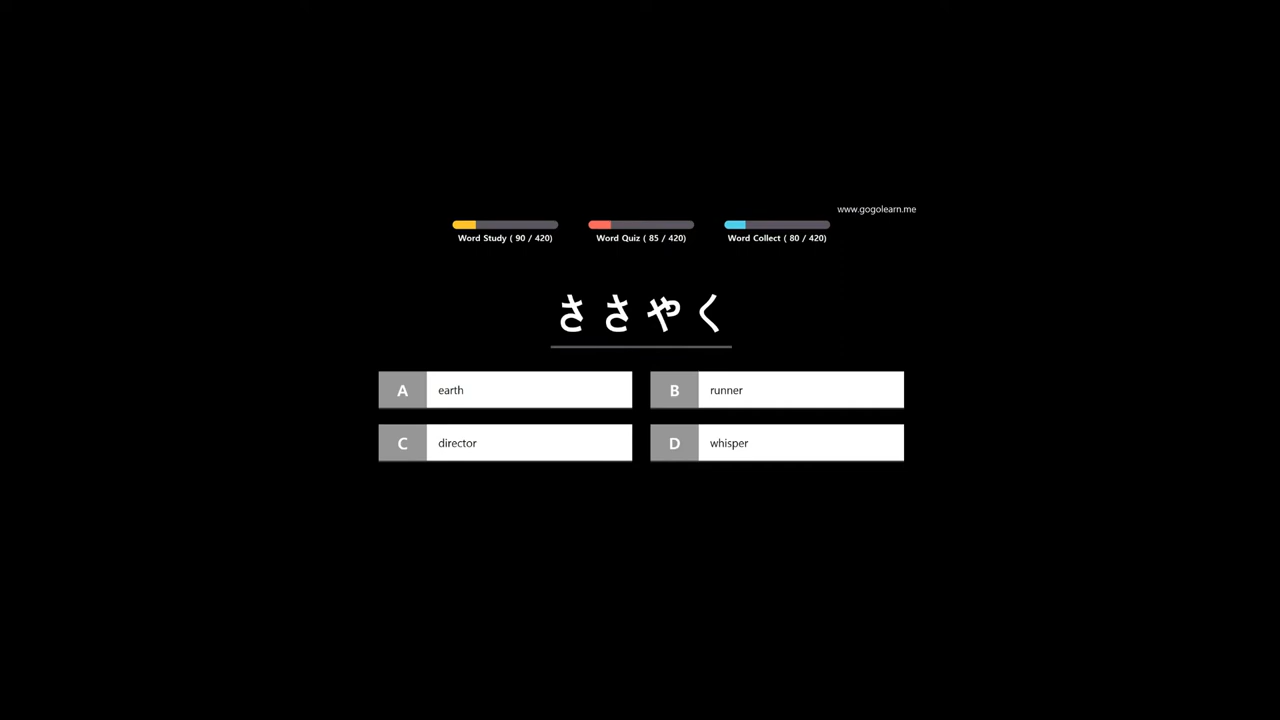 www.gogolearn.me
Word Study ( 90 / 420)
Word Quiz ( 85 / 420)
Word Collect ( 80 / 420)
ささやく
A earth
B runner
C director
D whisper